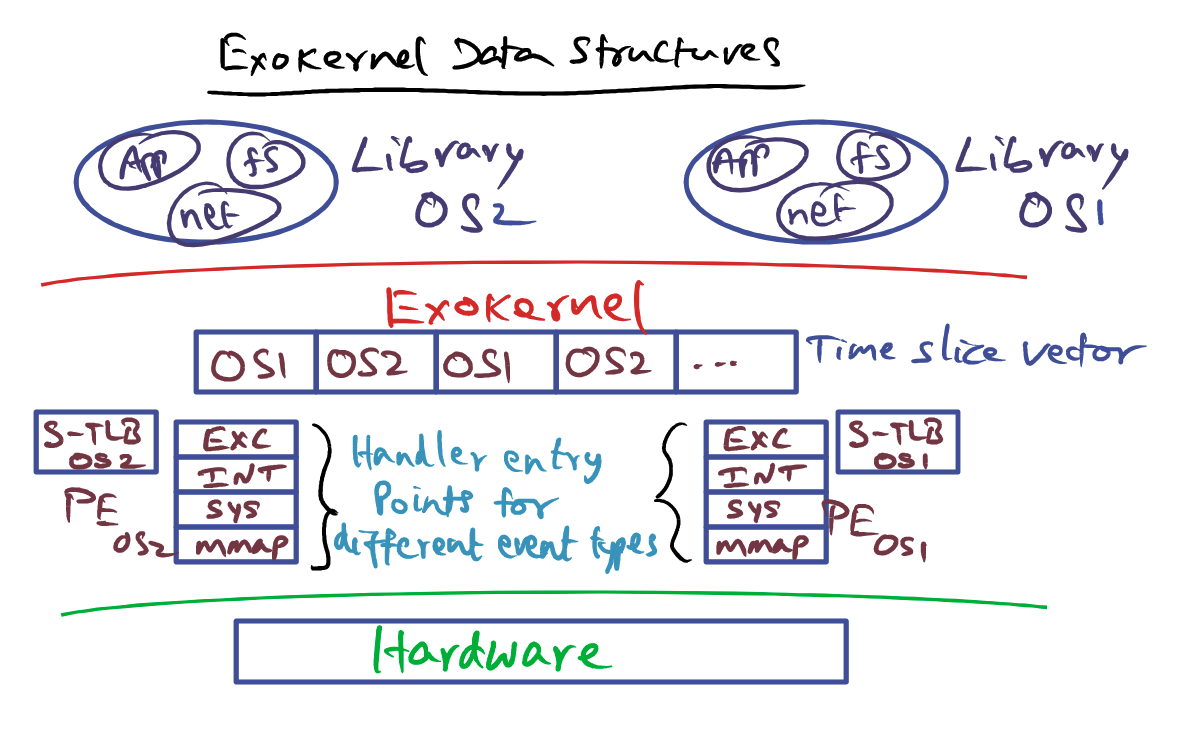 Exokernel Data Structures
App fs
net
Library
OS2
App fs
net
Library
OS1
Exokernel
OS1 OS2 OS1 OS2 ...
Time slice vector
S-TLB
OS2
PE
OS2
EXC
INT
SYS
mmap
Handler entry
Points for
different event types
EXC
INT
SYS
mmap
S-TLB
OS1
PE
OS1
Hardware